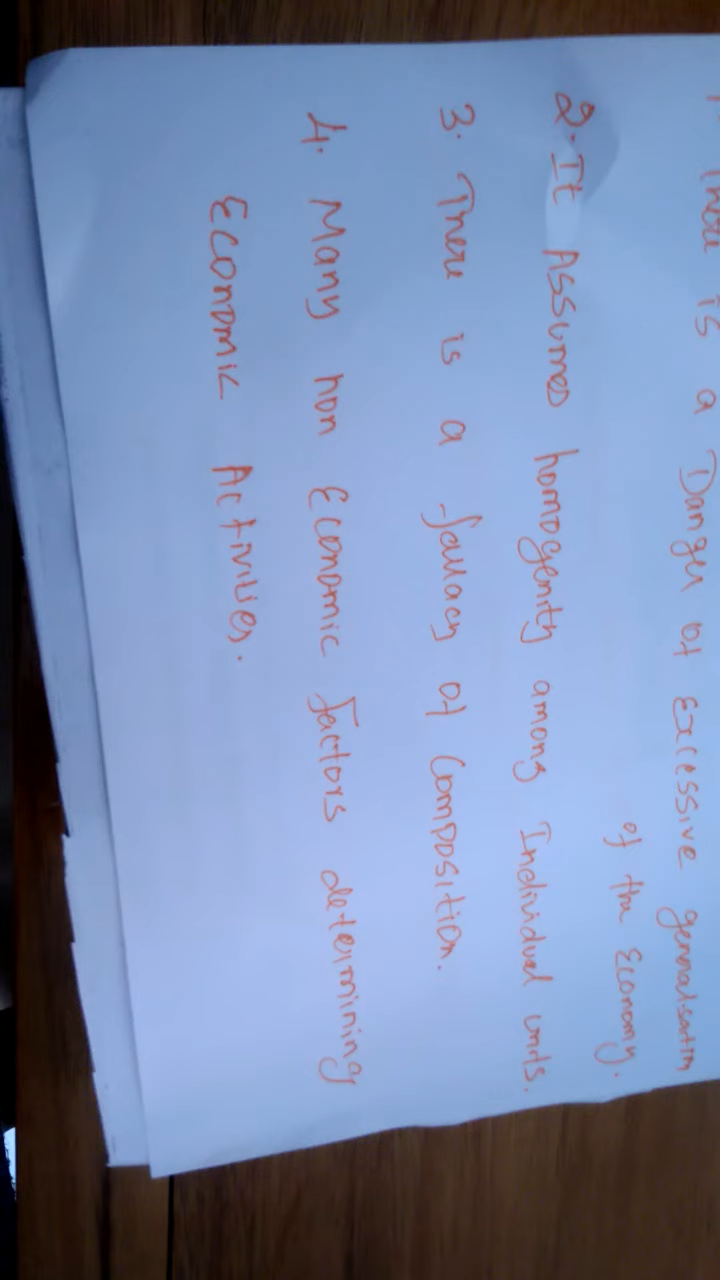 is a Danger of Excessive
of the Economy.
2. It Assumes homogenity among Individual units.
3. There is a fallacy of Composition.
4. Many non Economic factors determining
Economic Activities.